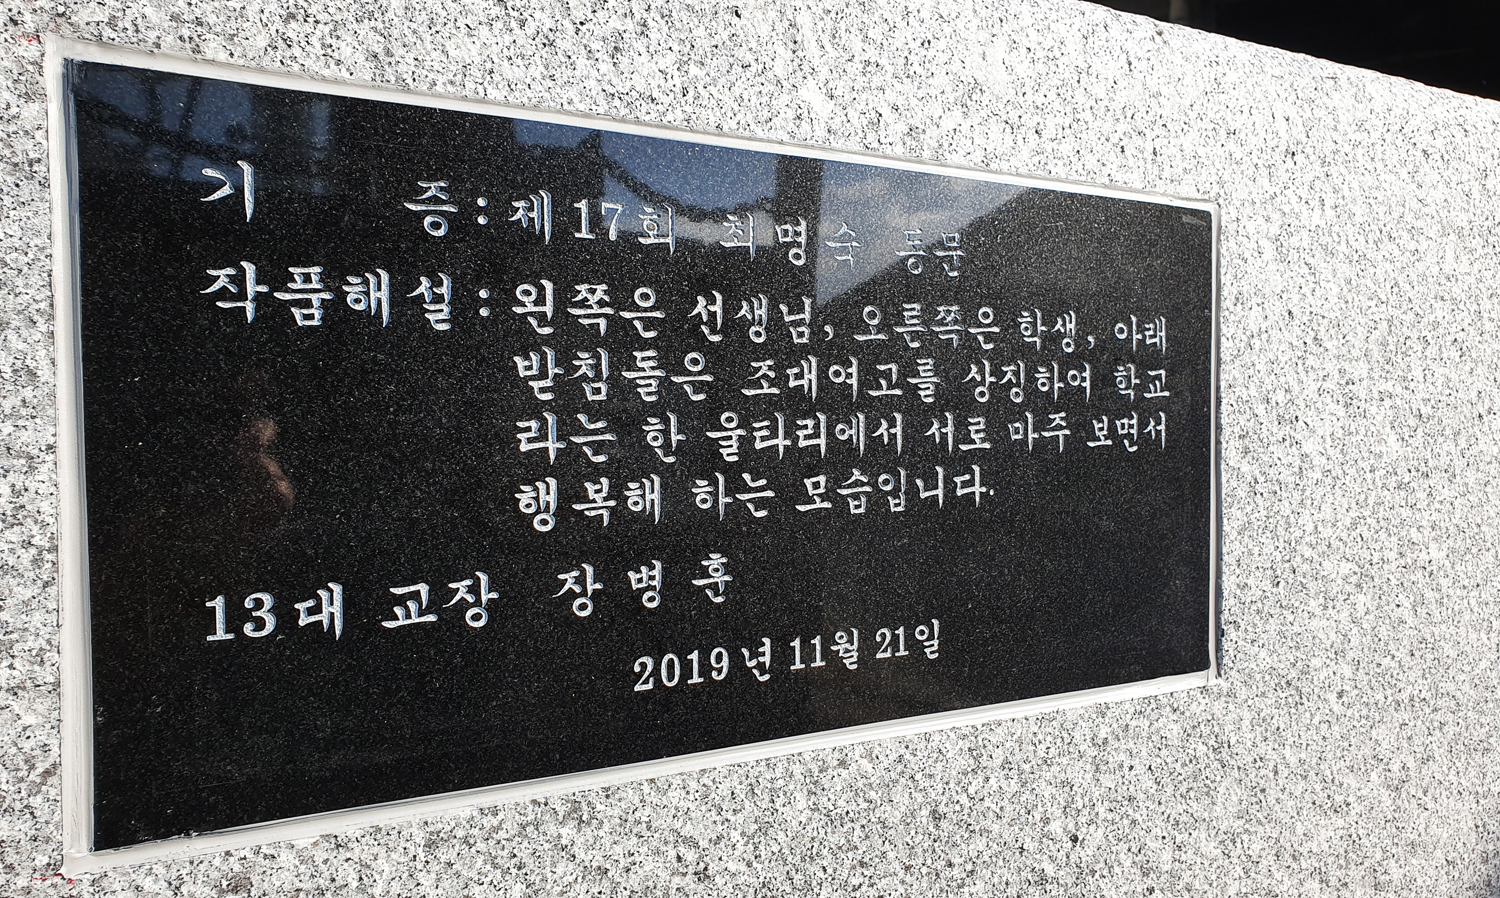 기 증 : 제 17회 최명숙 동문
작품해설 : 왼쪽은 선생님, 오른쪽은 학생, 아래
받침돌은 조대여고를 상징하여 학교
라는 한 울타리에서 서로 마주 보면서
행복해 하는 모습입니다.
13대 교장 장병훈
2019년 11월 21일